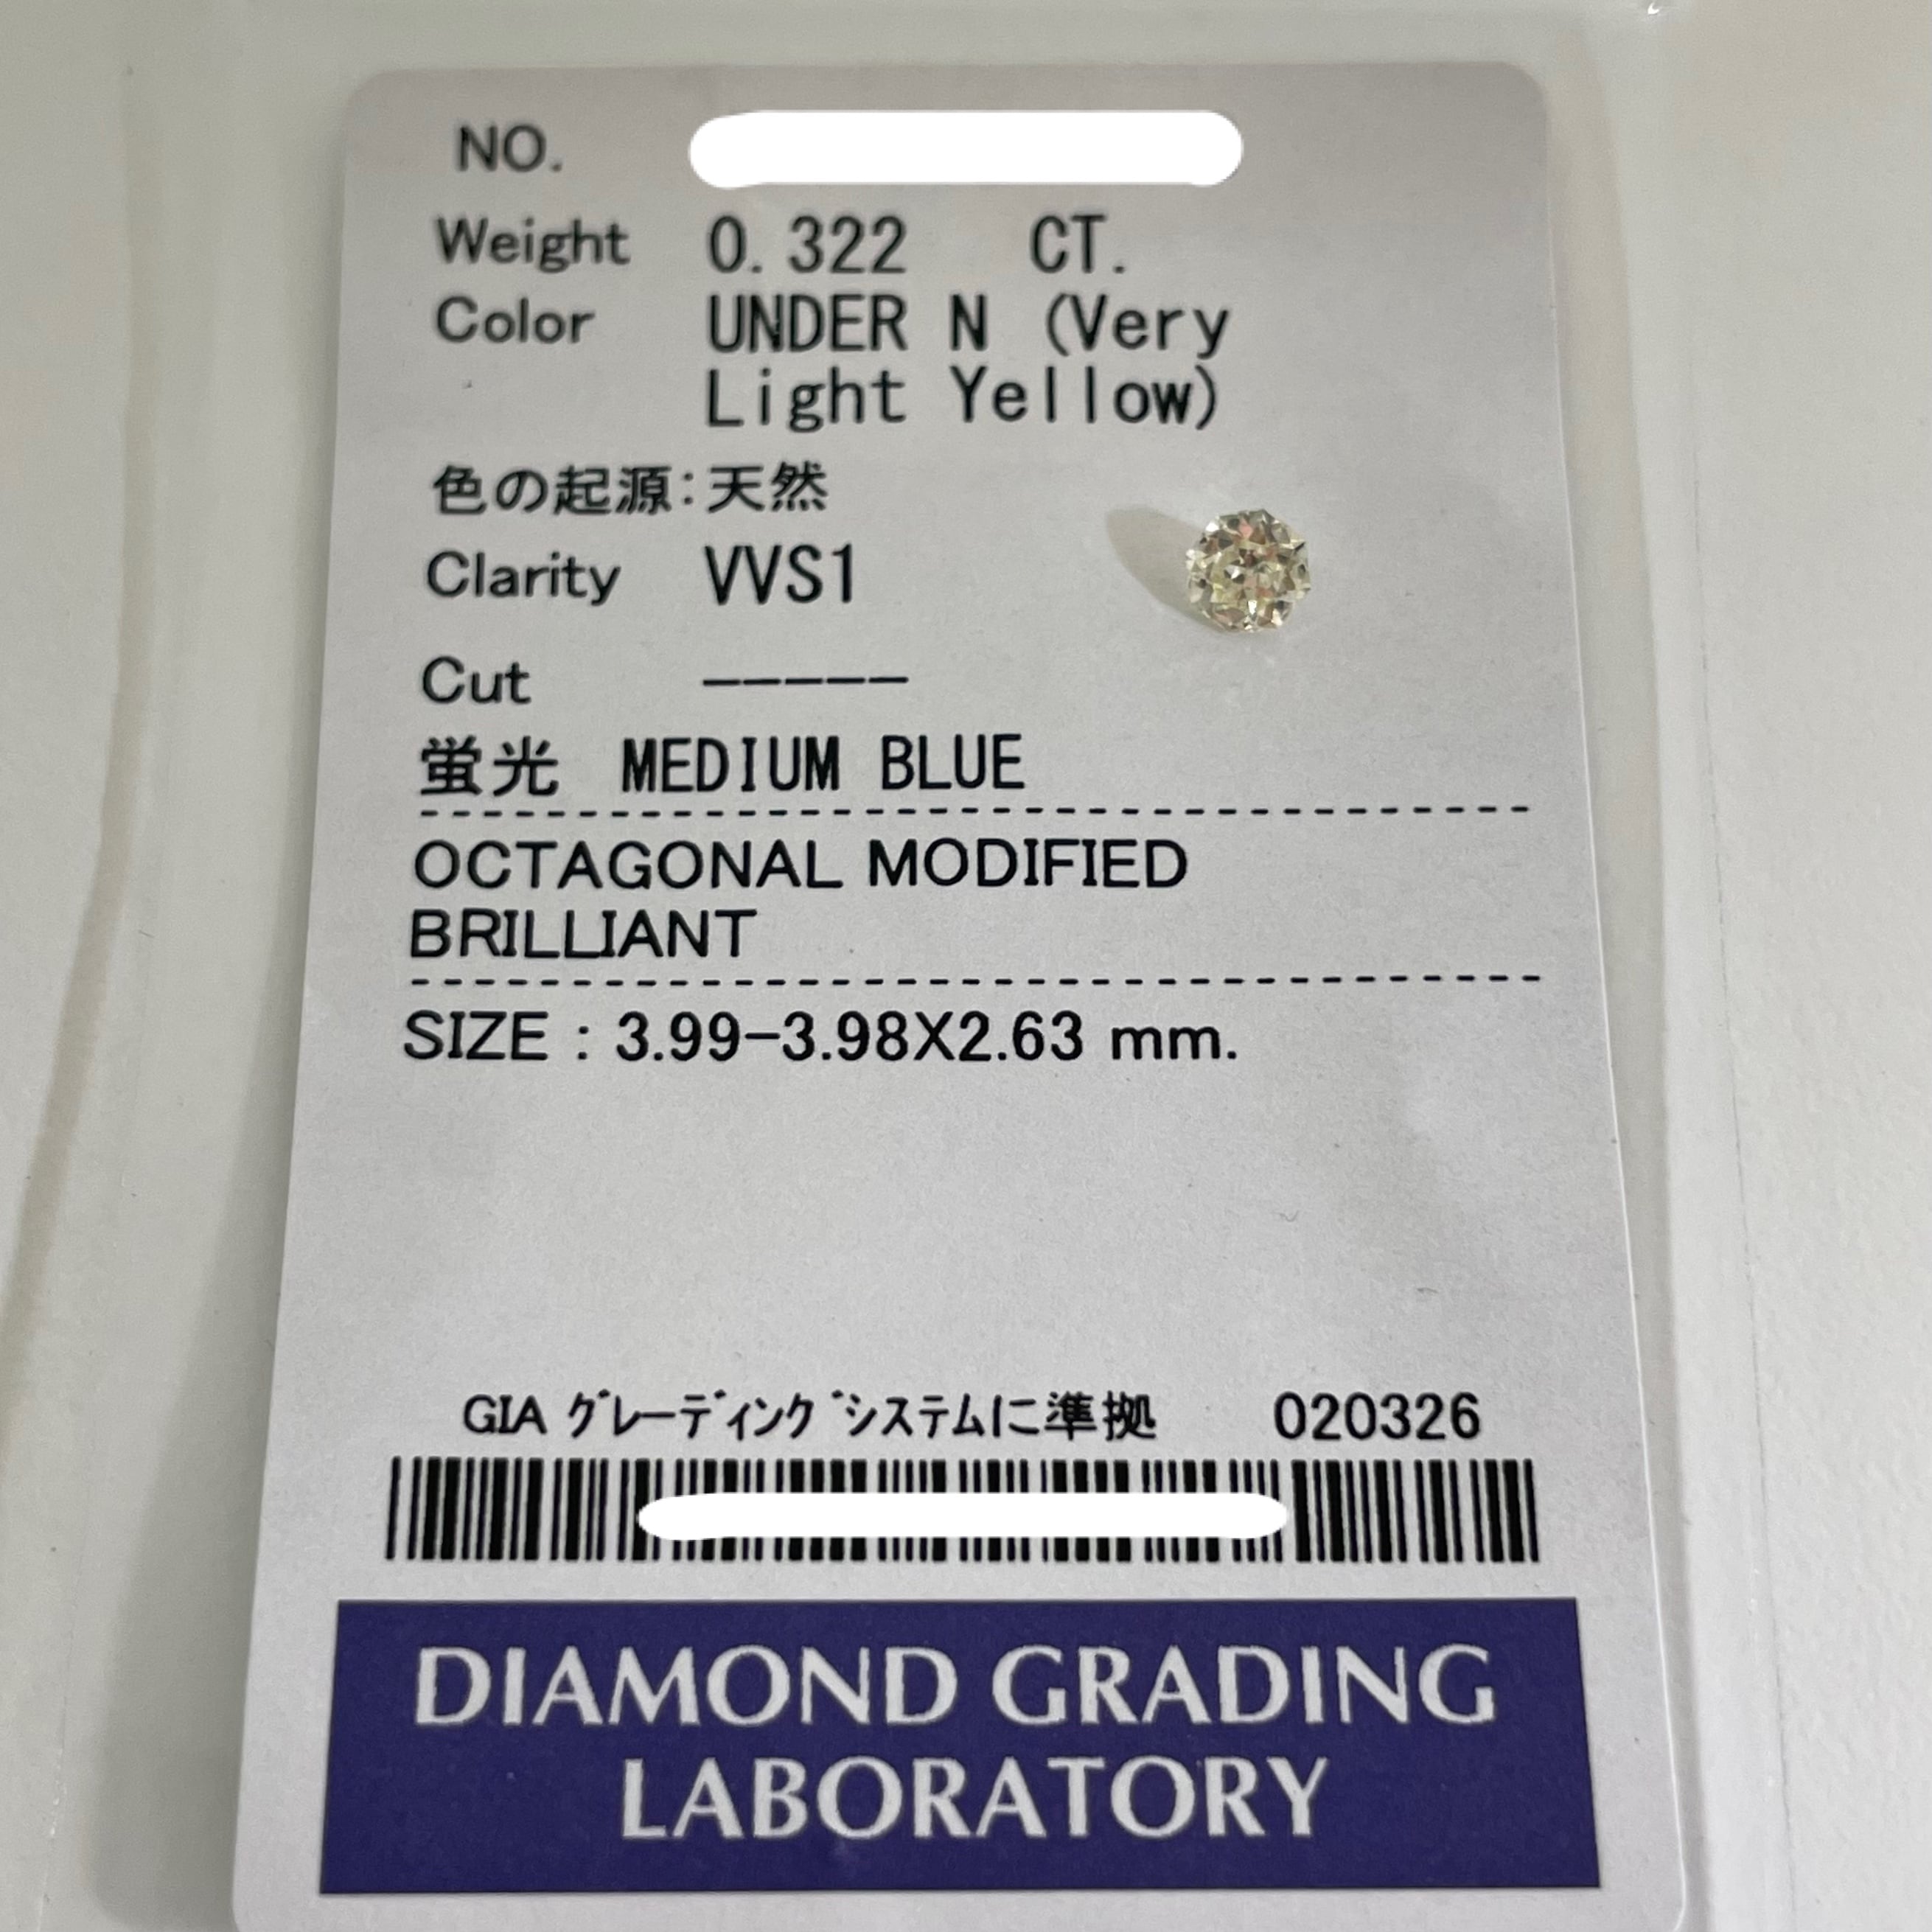 NO.
Weight 0.322 CT.
Color UNDER N (Very
Light Yellow)
色の起源:天然
Clarity VVS1
Cut -----
蛍光 MEDIUM BLUE
OCTAGONAL MODIFIED
BRILLIANT
SIZE : 3.99-3.98X2.63 mm.
GIA ｸﾞﾚｰﾃﾞｨﾝｸﾞｼｽﾃﾑに準拠 020326
DIAMOND GRADING
LABORATORY